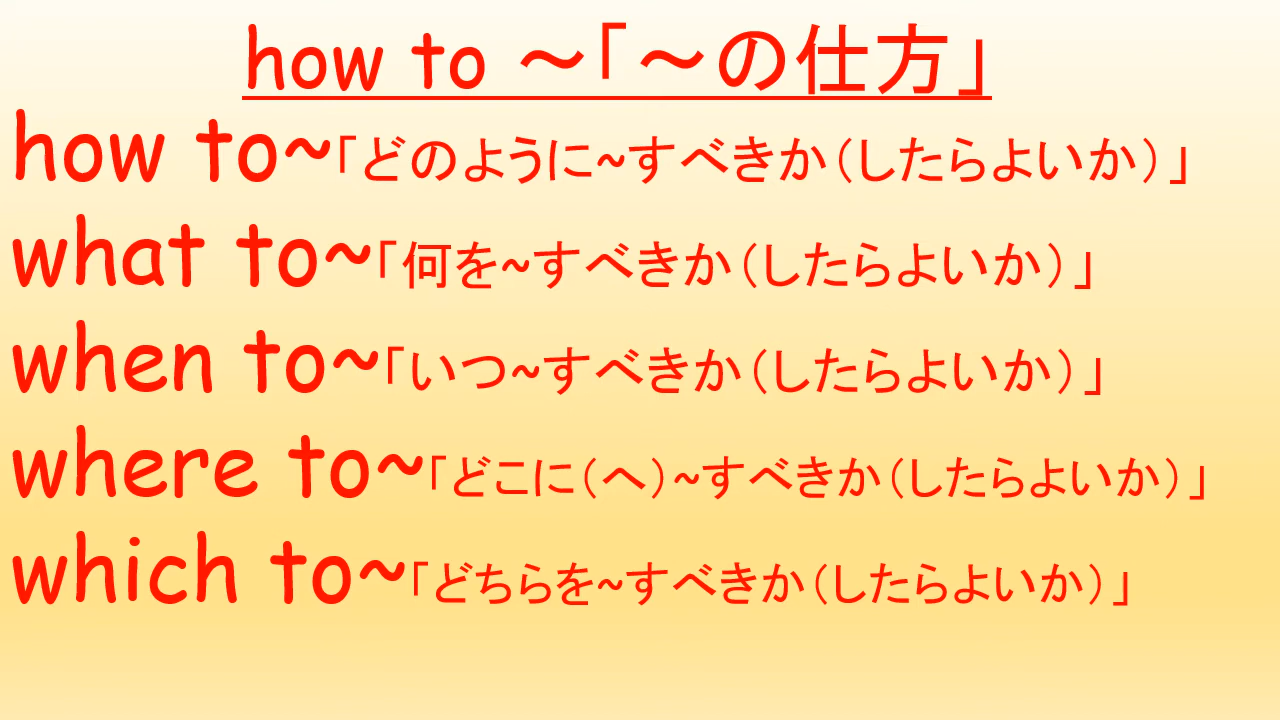 how to ～「～の仕方」
how to~「どのように~すべきか（したらよいか）」
what to~「何を~すべきか（したらよいか）」
when to~「いつ~すべきか（したらよいか）」
where to~「どこに（へ）~すべきか（したらよいか）」
which to~「どちらを~すべきか（したらよいか）」